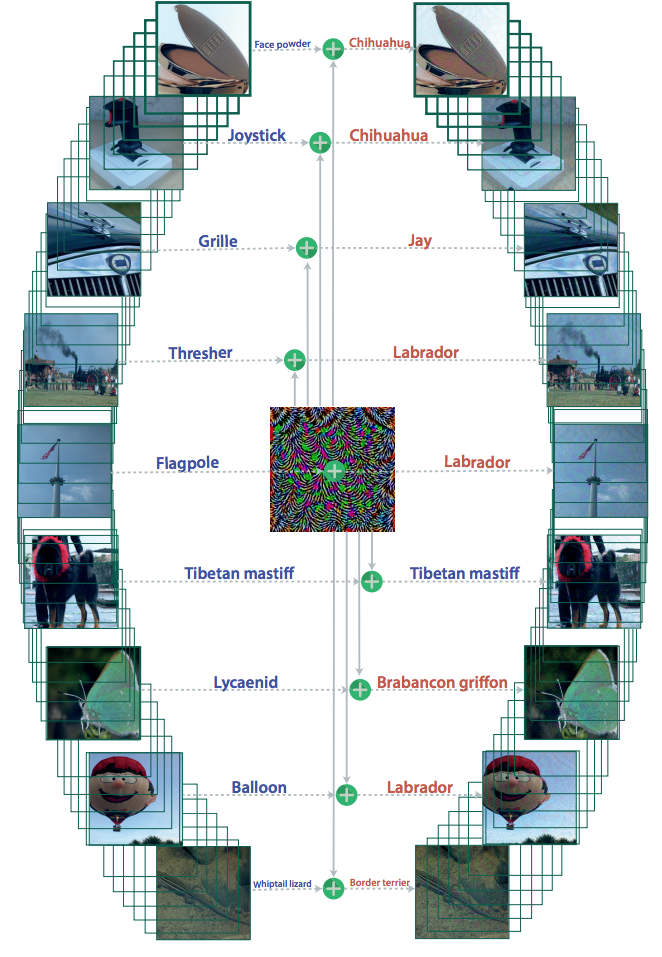 Face powder
Chihuahua
Joystick
Chihuahua
Grille
Jay
Thresher
Labrador
Flagpole
Labrador
Tibetan mastiff
Tibetan mastiff
Lycaenid
Brabancon griffon
Balloon
Labrador
Whiptail lizard
Border terrier